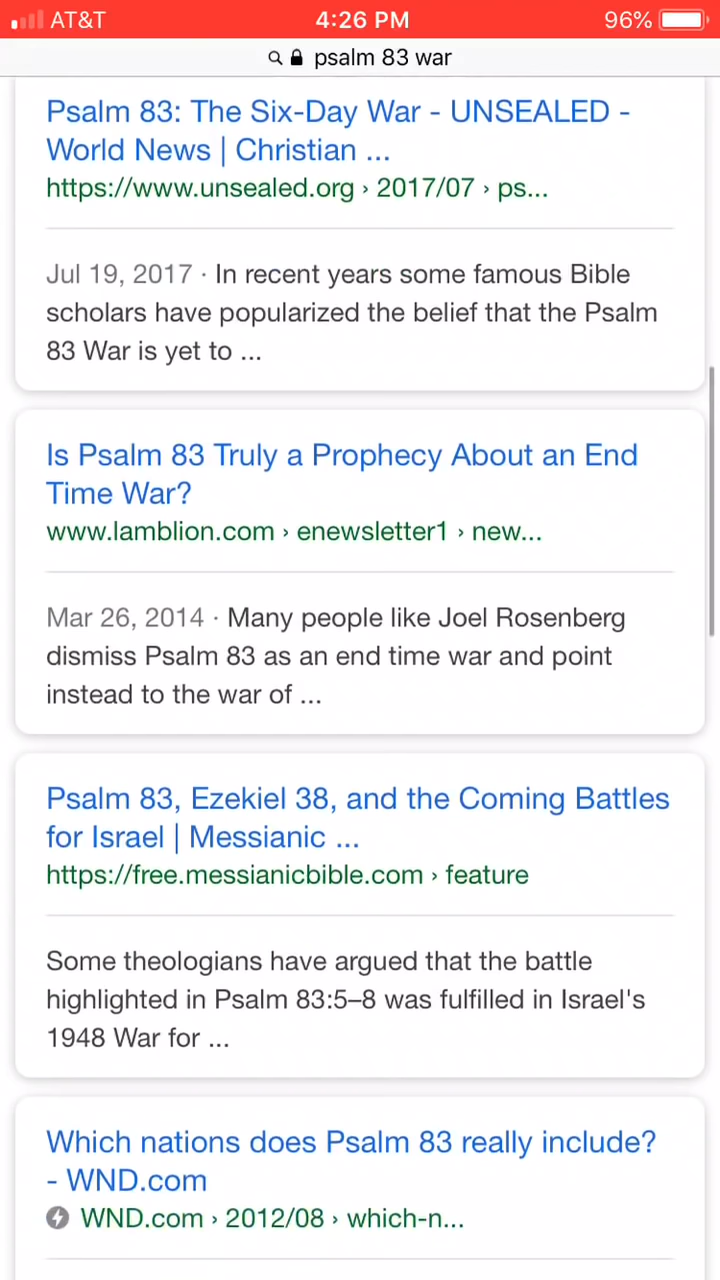 AT&T 4:26 PM 96%
psalm 83 war
Psalm 83: The Six-Day War - UNSEALED -
World News | Christian ...
https://www.unsealed.org › 2017/07 › ps...
Jul 19, 2017 · In recent years some famous Bible
scholars have popularized the belief that the Psalm
83 War is yet to ...
Is Psalm 83 Truly a Prophecy About an End
Time War?
www.lamblion.com › enewsletter1 › new...
Mar 26, 2014 · Many people like Joel Rosenberg
dismiss Psalm 83 as an end time war and point
instead to the war of ...
Psalm 83, Ezekiel 38, and the Coming Battles
for Israel | Messianic ...
https://free.messianicbible.com › feature
Some theologians have argued that the battle
highlighted in Psalm 83:5–8 was fulfilled in Israel's
1948 War for ...
Which nations does Psalm 83 really include?
- WND.com
WND.com › 2012/08 › which-n...